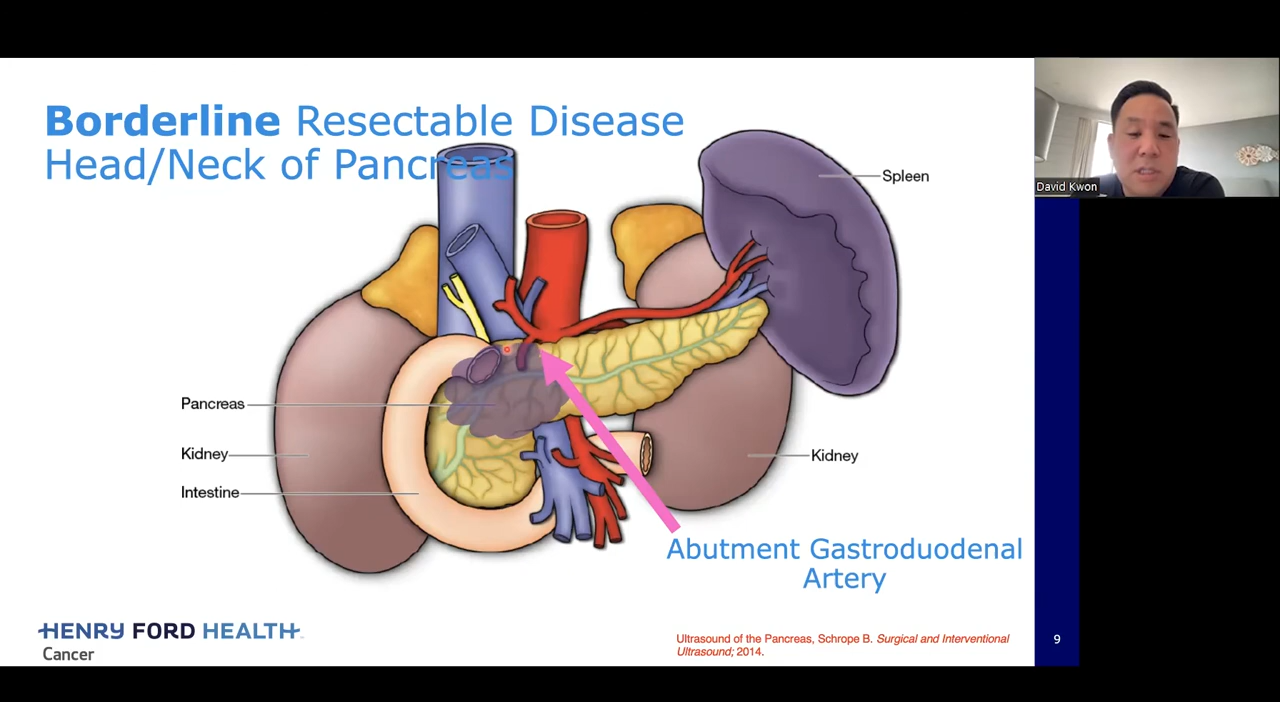 Borderline Resectable Disease
Head/Neck of Pancreas
Spleen
David Kwon
Pancreas
Kidney
Kidney
Intestine
Abutment Gastroduodenal
Artery
HENRY FORD HEALTH
Cancer
Ultrasound of the Pancreas, Schrope B. Surgical and Interventional
Ultrasound; 2014.
9